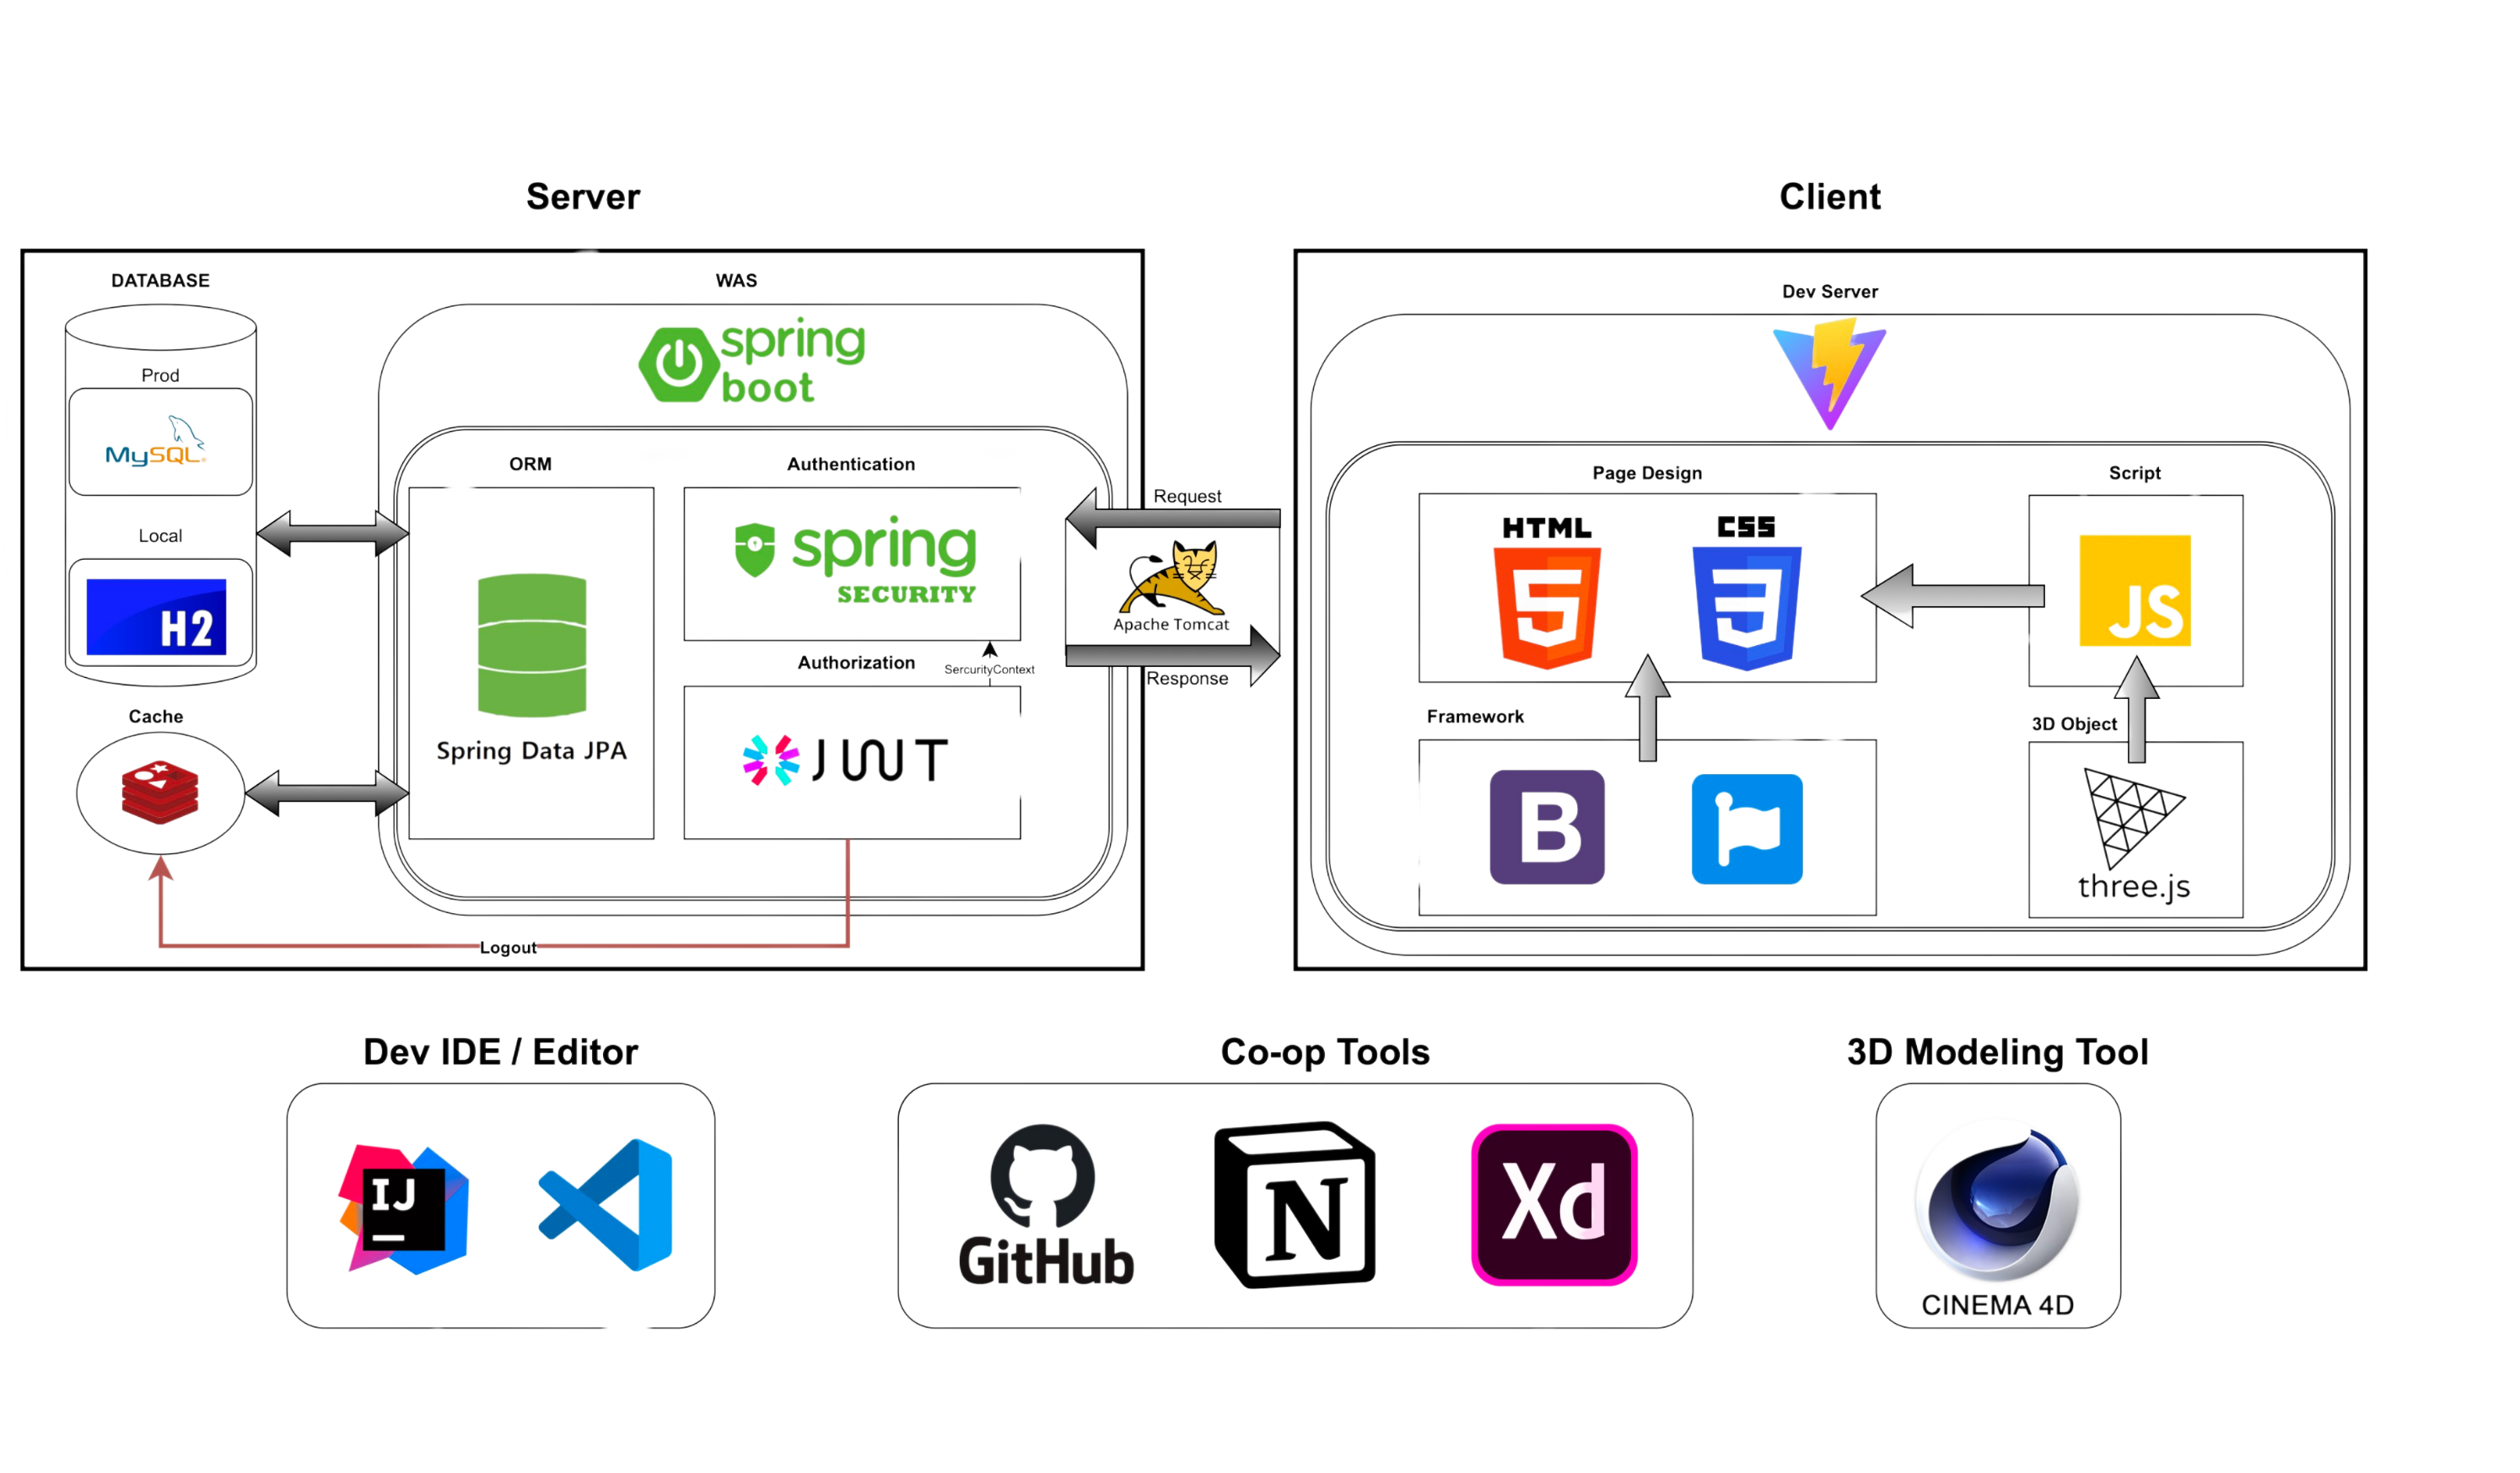 Server
Client
DATABASE
WAS
Dev Server
spring
boot
Prod
MySQL
Local
H2
ORM
Authentication
spring
SECURITY
Spring Data JPA
Authorization
SercurityContext
JWT
Cache
Logout
Request
Apache Tomcat
Response
Page Design
Script
HTML
CSS
5
3
JS
Framework
B
3D Object
three.js
Dev IDE / Editor
Co-op Tools
3D Modeling Tool
IJ
GitHub
N
Xd
CINEMA 4D